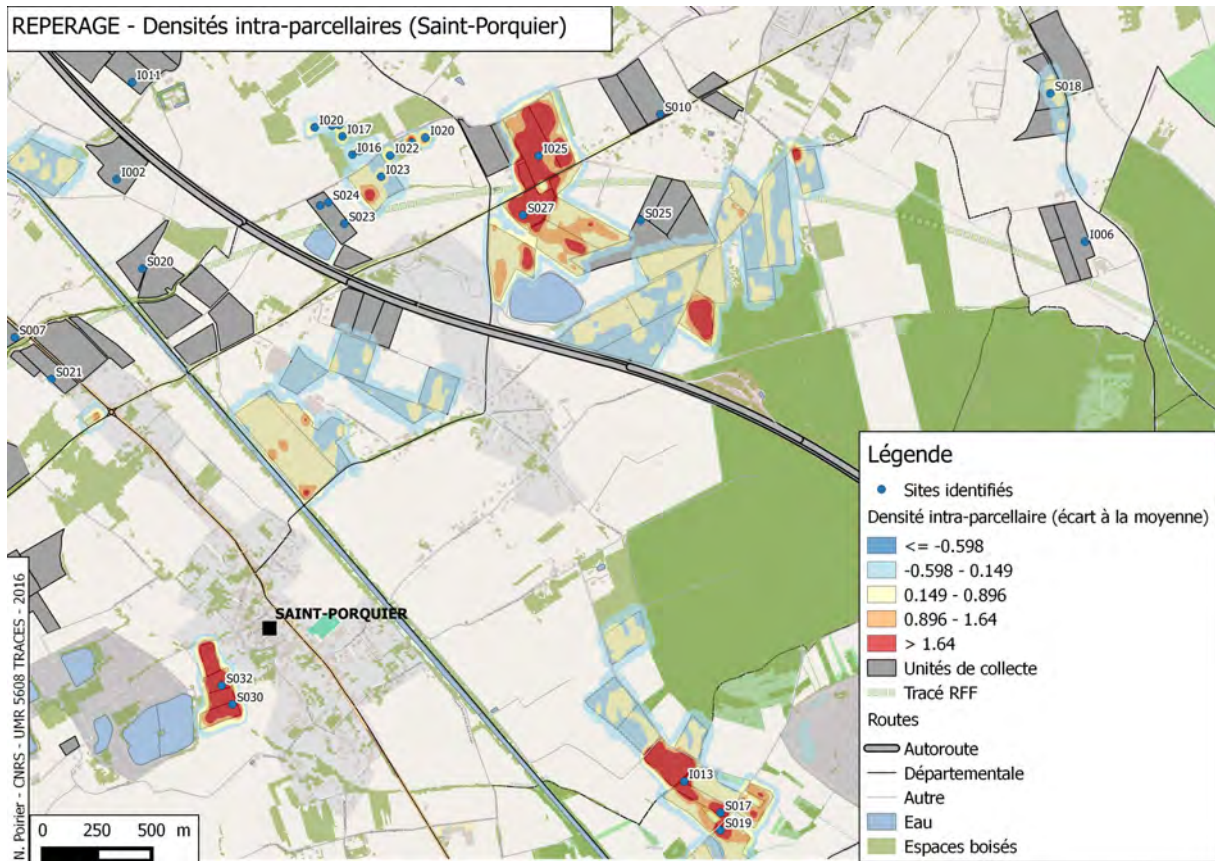 REPERAGE - Densités intra-parcellaires (Saint-Porquier)
I011
S018
I020
I017
I020
S010
I016
I022
I025
I002
I023
S024
S027
S023
S025
I006
S020
S007
S021
SAINT-PORQUIER
S032
S030
I013
S017
S019
Légende
Sites identifiés
Densité intra-parcellaire (écart à la moyenne)
<= -0.598
-0.598 - 0.149
0.149 - 0.896
0.896 - 1.64
> 1.64
Unités de collecte
Tracé RFF
Routes
Autoroute
Départementale
Autre
Eau
Espaces boisés
N. Poirier - CNRS - UMR 5608 TRACES - 2016
0 250 500 m